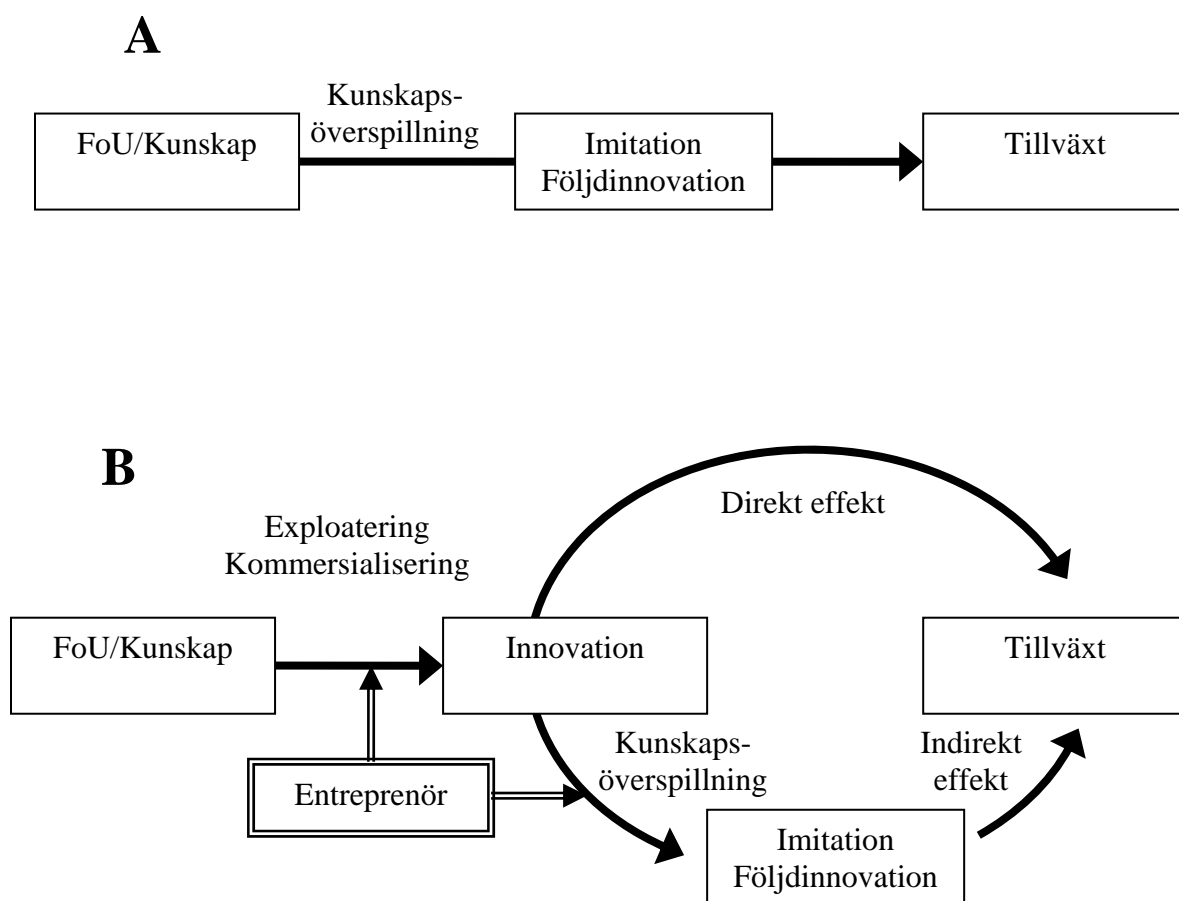 A
Kunskaps-
överspillning
FoU/Kunskap
Imitation
Följdinnovation
Tillväxt
B
Direkt effekt
Exploatering
Kommersialisering
FoU/Kunskap
Innovation
Tillväxt
Kunskaps-
överspillning
Indirekt
effekt
Entreprenör
Imitation
Följdinnovation